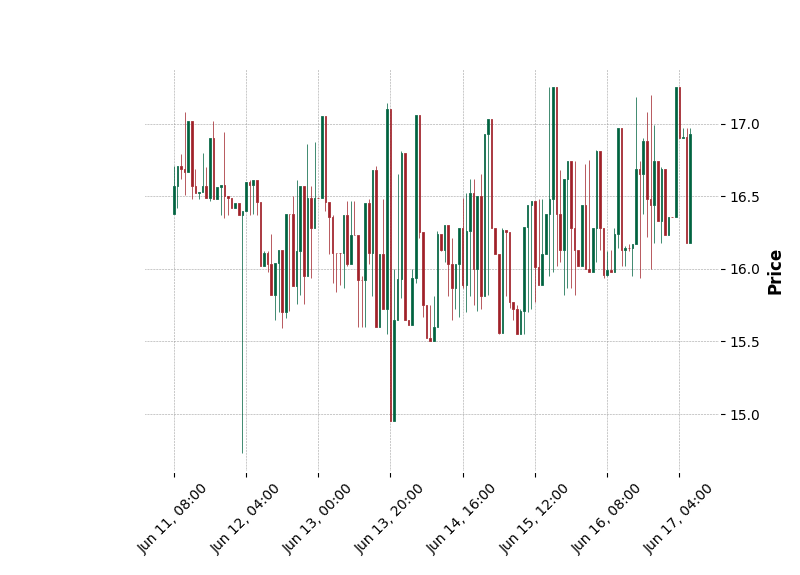 17.0
16.5
16.0
15.5
15.0
Price
Jun 11, 08:00
Jun 12, 04:00
Jun 13, 00:00
Jun 13, 20:00
Jun 14, 16:00
Jun 15, 12:00
Jun 16, 08:00
Jun 17, 04:00